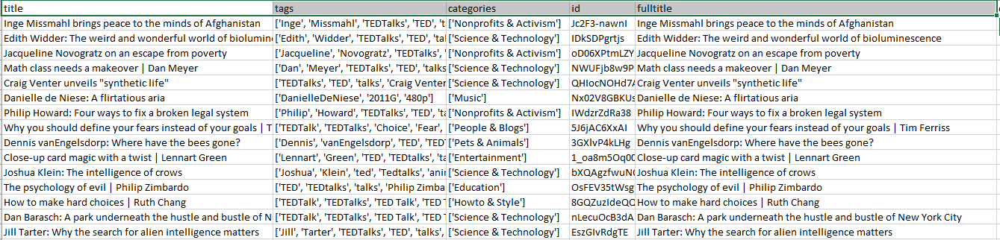 title tags categories id fulltitle
Inge Missmahl brings peace to the minds of Afghanistan ['Inge', 'Missmahl', 'TEDTalks', 'TED', 't ['Nonprofits & Activism'] Jc2F3-nawnI Inge Missmahl brings peace to the minds of Afghanistan
Edith Widder: The weird and wonderful world of biolumin ['Edith', 'Widder', 'TEDTalks', 'TED', 'tal ['Science & Technology'] IDkSDPgrtjs Edith Widder: The weird and wonderful world of bioluminescence
Jacqueline Novogratz on an escape from poverty ['Jacqueline', 'Novogratz', 'TEDTalks', ['Nonprofits & Activism'] oD06XPtmLZY Jacqueline Novogratz on an escape from poverty
Math class needs a makeover | Dan Meyer ['Dan', 'Meyer', 'TEDTalks', 'TED', 'talk ['Science & Technology'] NWUFjb8w9P Math class needs a makeover | Dan Meyer
Craig Venter unveils "synthetic life" ['TEDTalks', 'TED', 'talks', 'Craig Venter ['Science & Technology'] QHIocNOHd7A Craig Venter unveils "synthetic life"
Danielle de Niese: A flirtatious aria ['DanielleDeNiese', '2011G', '480p'] ['Music'] Nx02V8GBKUs Danielle de Niese: A flirtatious aria
Philip Howard: Four ways to fix a broken legal system ['Philip', 'Howard', 'TEDTalks', 'TED', 'ta ['Nonprofits & Activism'] IWdzrZdRa38 Philip Howard: Four ways to fix a broken legal system
Why you should define your fears instead of your goals | T ['TEDTalk', 'TEDTalks', 'Choice', 'Fear', ['People & Blogs'] 5J6jAC6XxAI Why you should define your fears instead of your goals | Tim Ferriss
Dennis vanEngelsdorp: Where have the bees gone? ['Dennis', 'vanEngelsdorp', 'TED', 'TEDT ['Pets & Animals'] 3GXlvP4kLHg Dennis vanEngelsdorp: Where have the bees gone?
Close-up card magic with a twist | Lennart Green ['Lennart', 'Green', 'TED', 'TEDtalks', 'ta ['Entertainment'] 1_oa8m5Oq00 Close-up card magic with a twist | Lennart Green
Joshua Klein: The intelligence of crows ['Joshua', 'Klein', 'ted', 'Tedtalks', 'ani ['Science & Technology'] bXQAgzfwuN Joshua Klein: The intelligence of crows
The psychology of evil | Philip Zimbardo ['TED', 'TEDtalks', 'talks', 'Philip Zimba ['Education'] OsFEV35tWsg The psychology of evil | Philip Zimbardo
How to make hard choices | Ruth Chang ['TEDTalk', 'TEDTalks', 'TED Talk', 'TED T ['Howto & Style'] 8GQZuzIdeQQ How to make hard choices | Ruth Chang
Dan Barasch: A park underneath the hustle and bustle of N ['TEDTalk', 'TEDTalks', 'TED Talk', 'TED T ['Science & Technology'] nLecuOcB3dA Dan Barasch: A park underneath the hustle and bustle of New York City
Jill Tarter: Why the search for alien intelligence matters ['Jill', 'Tarter', 'TEDTalks', 'TED', 'talks', ['Science & Technology'] EszGIvRdgTE Jill Tarter: Why the search for alien intelligence matters